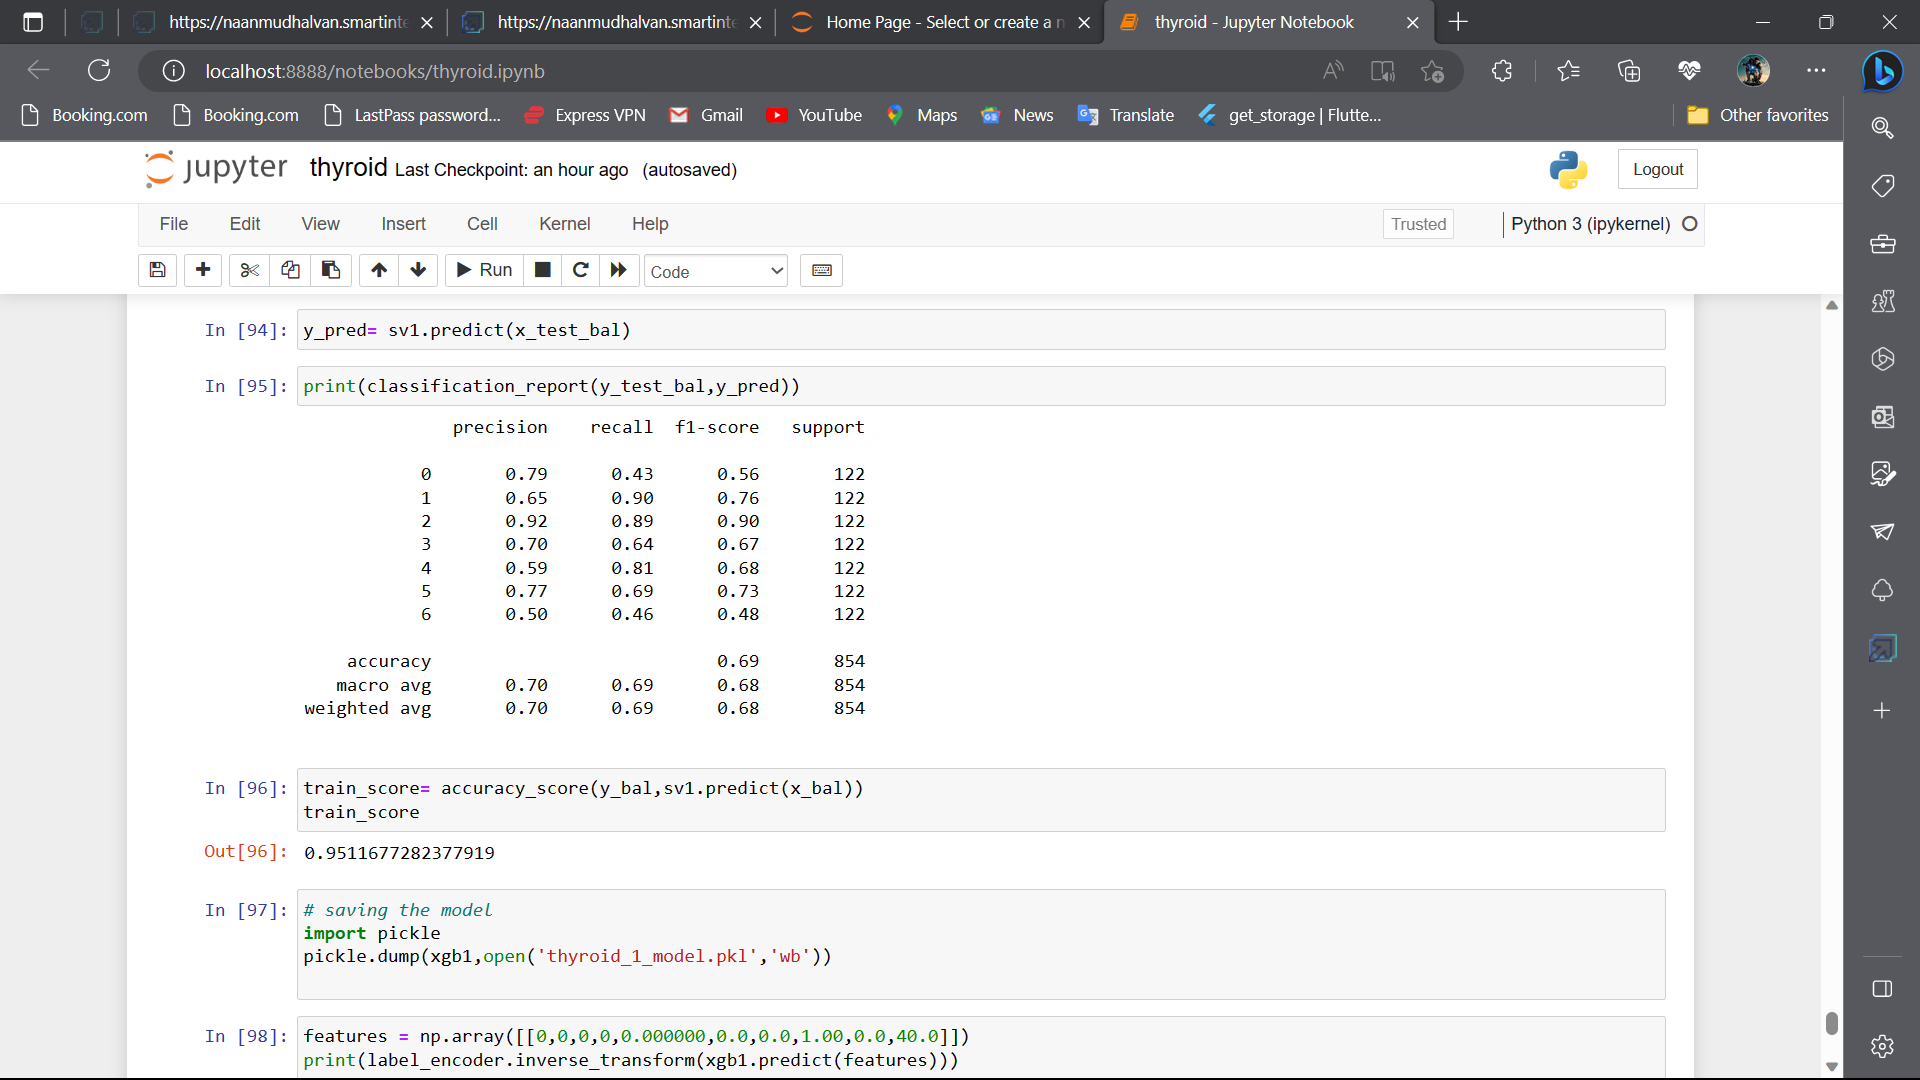 https://naanmudhalvan.smartinte
https://naanmudhalvan.smartinte
Home Page - Select or create a n
thyroid - Jupyter Notebook
localhost:8888/notebooks/thyroid.ipynb
Booking.com
Booking.com
LastPass password...
Express VPN
Gmail
YouTube
Maps
News
Translate
get_storage | Flutte...
Other favorites
jupyter thyroid Last Checkpoint: an hour ago (autosaved)
Logout
File Edit View Insert Cell Kernel Help
Trusted
Python 3 (ipykernel)
Run
Code
In [94]: y_pred= sv1.predict(x_test_bal)
In [95]: print(classification_report(y_test_bal,y_pred))
precision recall f1-score support
0 0.79 0.43 0.56 122
1 0.65 0.90 0.76 122
2 0.92 0.89 0.90 122
3 0.70 0.64 0.67 122
4 0.59 0.81 0.68 122
5 0.77 0.69 0.73 122
6 0.50 0.46 0.48 122
accuracy 0.69 854
macro avg 0.70 0.69 0.68 854
weighted avg 0.70 0.69 0.68 854
In [96]: train_score= accuracy_score(y_bal,sv1.predict(x_bal))
train_score
Out[96]: 0.9511677282377919
In [97]: # saving the model
import pickle
pickle.dump(xgb1,open('thyroid_1_model.pkl','wb'))
In [98]: features = np.array([[0,0,0,0,0.000000,0.0,0.0,1.00,0.0,40.0]])
print(label_encoder.inverse_transform(xgb1.predict(features)))